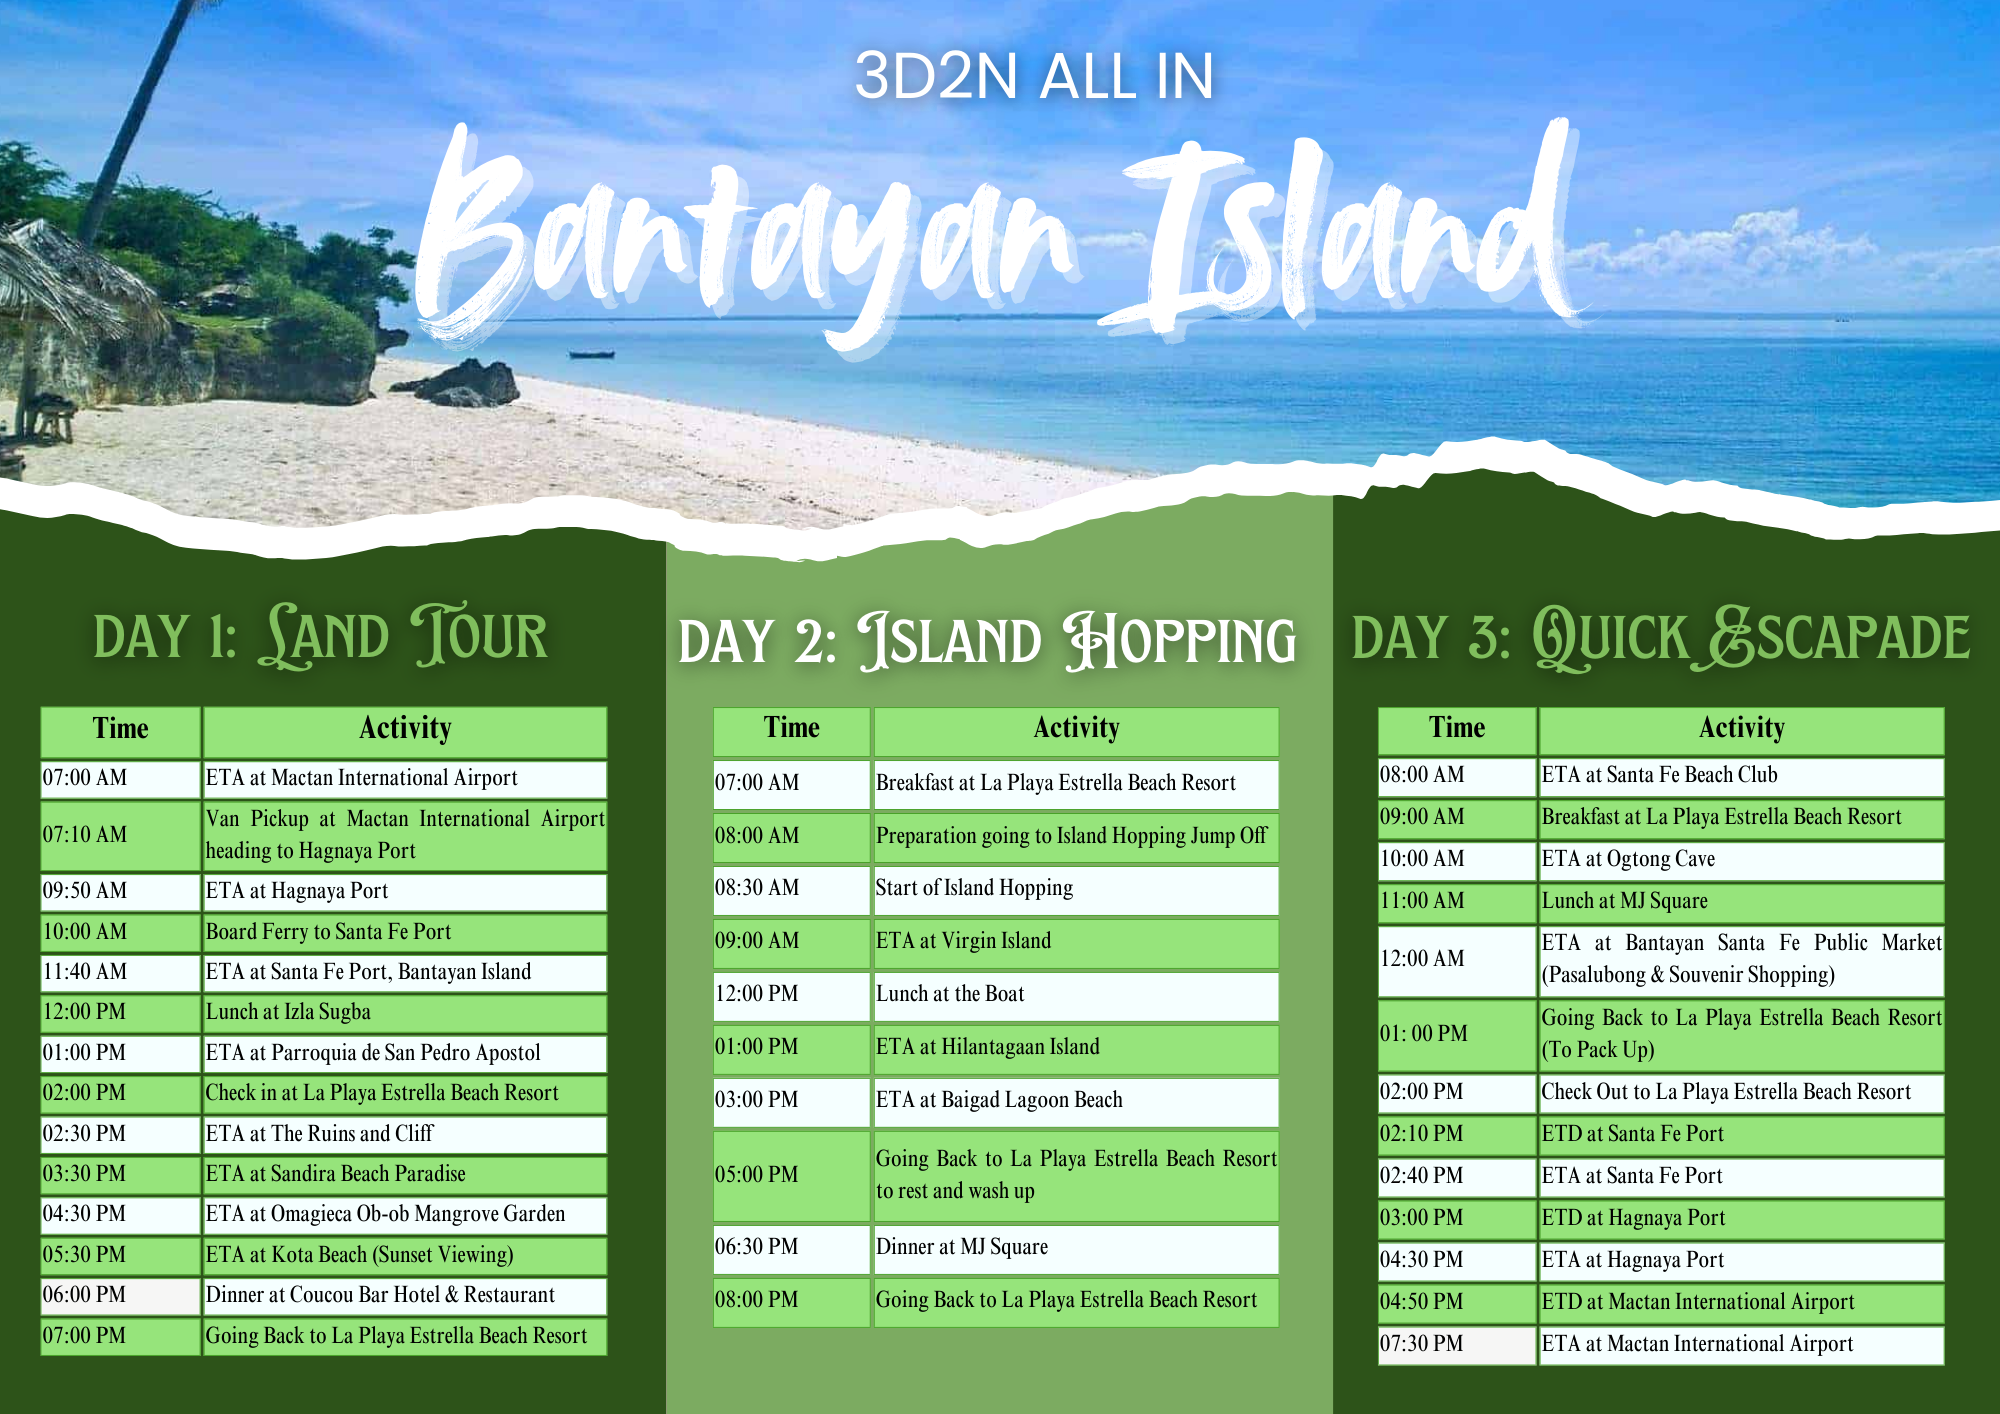 3D2N ALL IN
Bantayan Island
DAY 1: LAND TOUR
Time Activity
07:00 AM ETA at Mactan International Airport
07:10 AM Van Pickup at Mactan International Airport
heading to Hagnaya Port
09:50 AM ETA at Hagnaya Port
10:00 AM Board Ferry to Santa Fe Port
11:40 AM ETA at Santa Fe Port, Bantayan Island
12:00 PM Lunch at Izla Sugba
01:00 PM ETA at Parroquia de San Pedro Apostol
02:00 PM Check in at La Playa Estrella Beach Resort
02:30 PM ETA at The Ruins and Cliff
03:30 PM ETA at Sandira Beach Paradise
04:30 PM ETA at Omagieca Ob-ob Mangrove Garden
05:30 PM ETA at Kota Beach (Sunset Viewing)
06:00 PM Dinner at Coucou Bar Hotel & Restaurant
07:00 PM Going Back to La Playa Estrella Beach Resort
DAY 2: ISLAND HOPPING
Time Activity
07:00 AM Breakfast at La Playa Estrella Beach Resort
08:00 AM Preparation going to Island Hopping Jump Off
08:30 AM Start of Island Hopping
09:00 AM ETA at Virgin Island
12:00 PM Lunch at the Boat
01:00 PM ETA at Hilantagaan Island
03:00 PM ETA at Baigad Lagoon Beach
05:00 PM Going Back to La Playa Estrella Beach Resort
to rest and wash up
06:30 PM Dinner at MJ Square
08:00 PM Going Back to La Playa Estrella Beach Resort
DAY 3: QUICK ESCAPADE
Time Activity
08:00 AM ETA at Santa Fe Beach Club
09:00 AM Breakfast at La Playa Estrella Beach Resort
10:00 AM ETA at Ogtong Cave
11:00 AM Lunch at MJ Square
12:00 AM ETA at Bantayan Santa Fe Public Market
(Pasalubong & Souvenir Shopping)
01: 00 PM Going Back to La Playa Estrella Beach Resort
(To Pack Up)
02:00 PM Check Out to La Playa Estrella Beach Resort
02:10 PM ETD at Santa Fe Port
02:40 PM ETA at Santa Fe Port
03:00 PM ETD at Hagnaya Port
04:30 PM ETA at Hagnaya Port
04:50 PM ETD at Mactan International Airport
07:30 PM ETA at Mactan International Airport